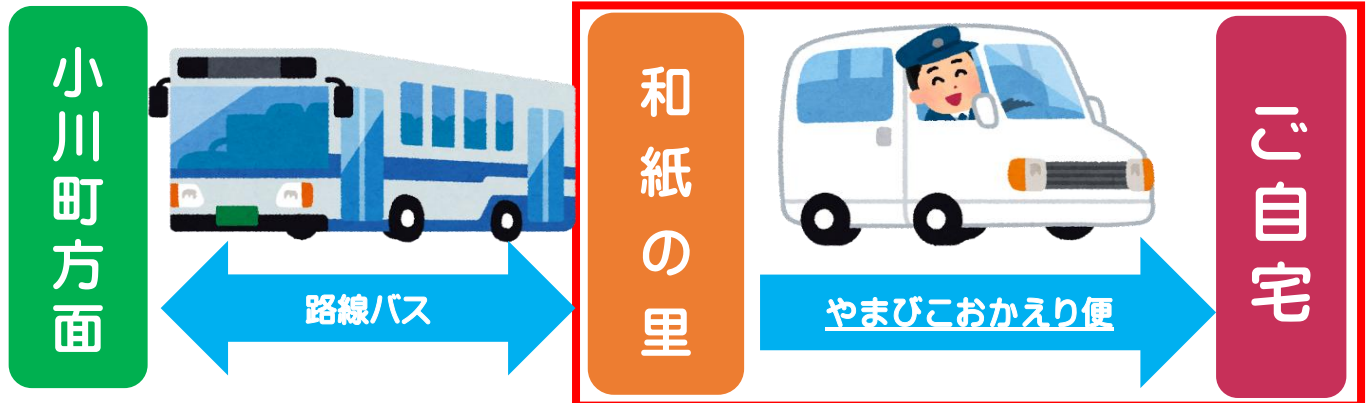 小川町方面
路線バス
和紙の里
やまびこおかえり便
ご自宅